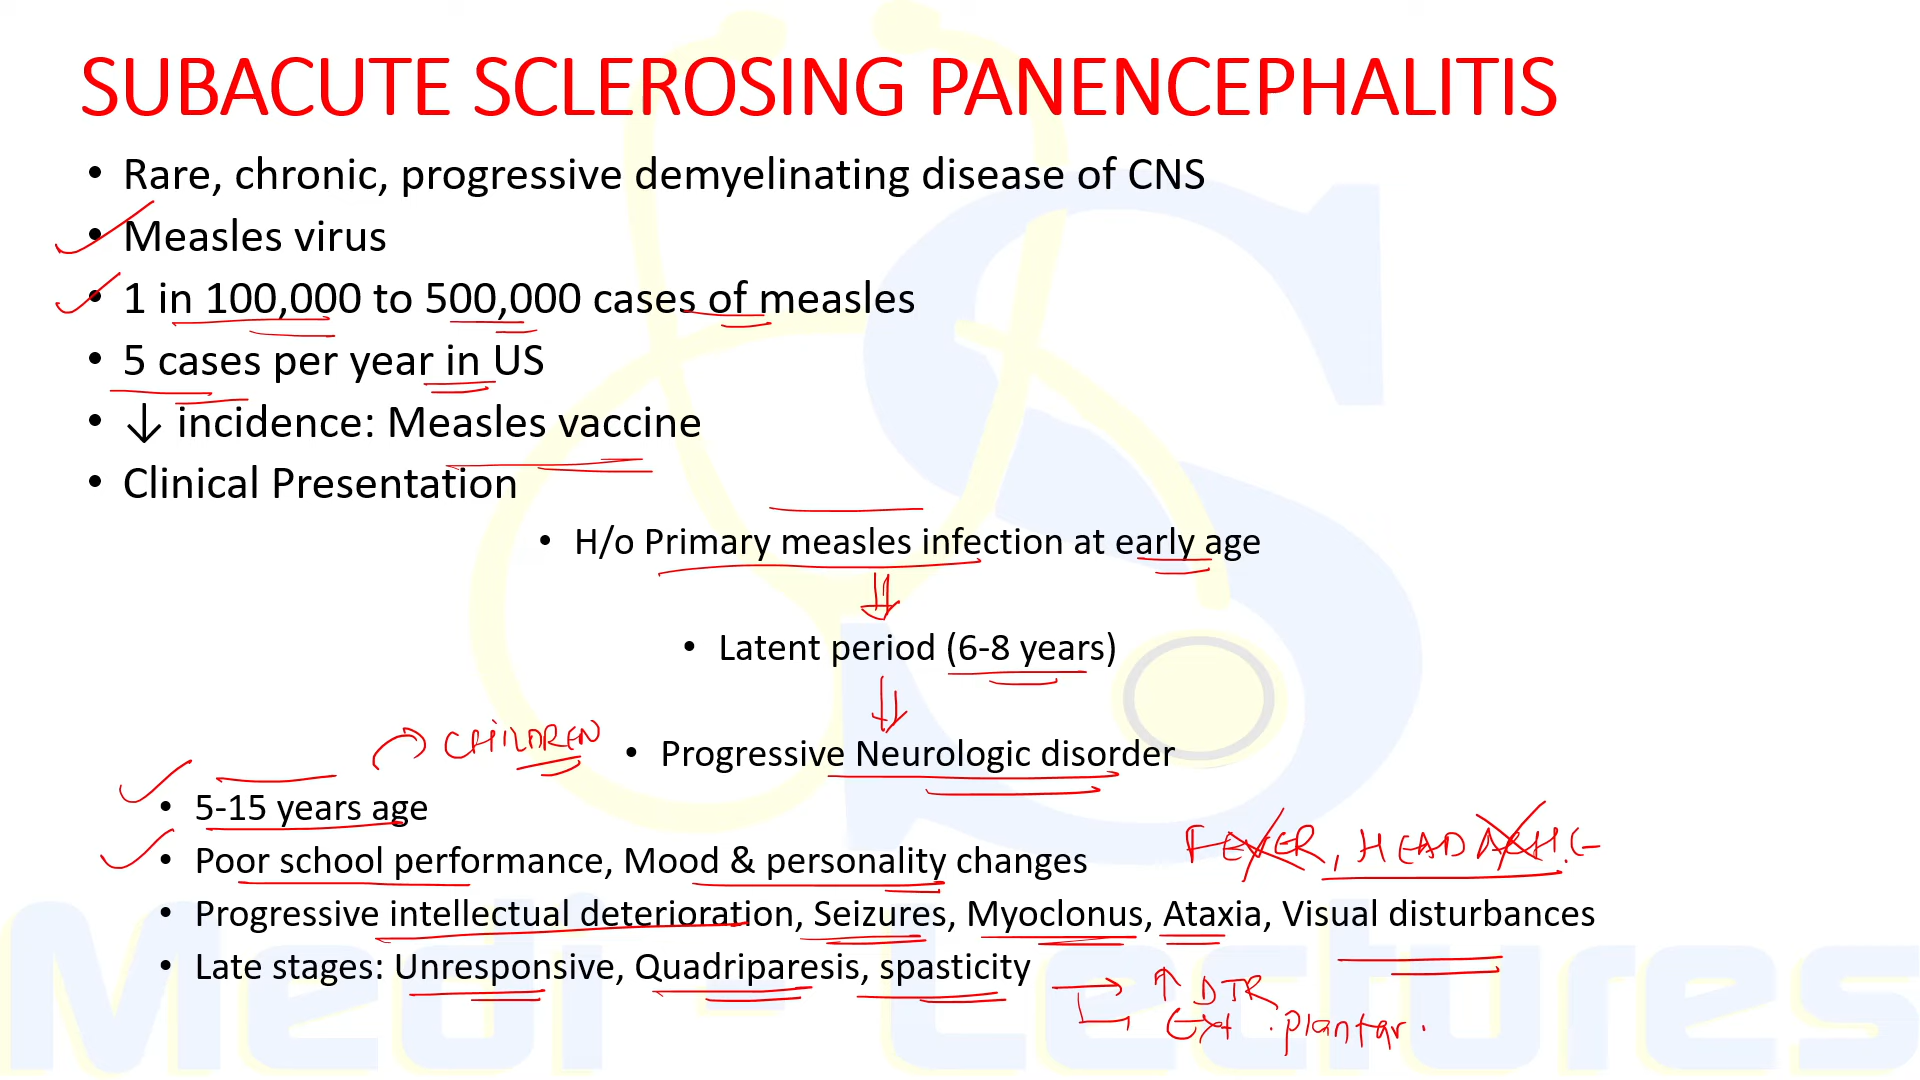 SUBACUTE SCLEROSING PANENCEPHALITIS
• Rare, chronic, progressive demyelinating disease of CNS
• Measles virus
• 1 in 100,000 to 500,000 cases of measles
• 5 cases per year in US
• ↓ incidence: Measles vaccine
• Clinical Presentation
• H/o Primary measles infection at early age
• Latent period (6-8 years)
CHILDREN
• Progressive Neurologic disorder
• 5-15 years age
FEVER, HEADACHE
• Poor school performance, Mood & personality changes
• Progressive intellectual deterioration, Seizures, Myoclonus, Ataxia, Visual disturbances
• Late stages: Unresponsive, Quadriparesis, spasticity
↑ DTR
Ext. plantar.
Medi - Lectures